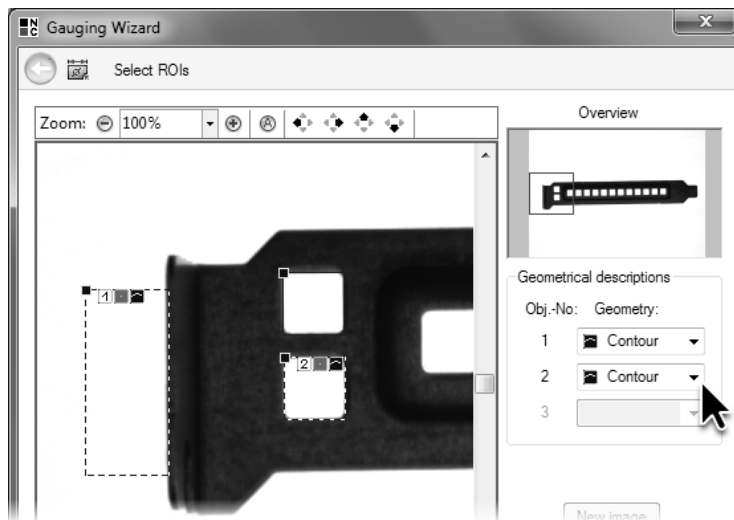 NC Gauging Wizard
Select ROIs
Zoom: 100%
Overview
1
2
Geometrical descriptions
Obj.-No: Geometry:
1 Contour
2 Contour
3
New image